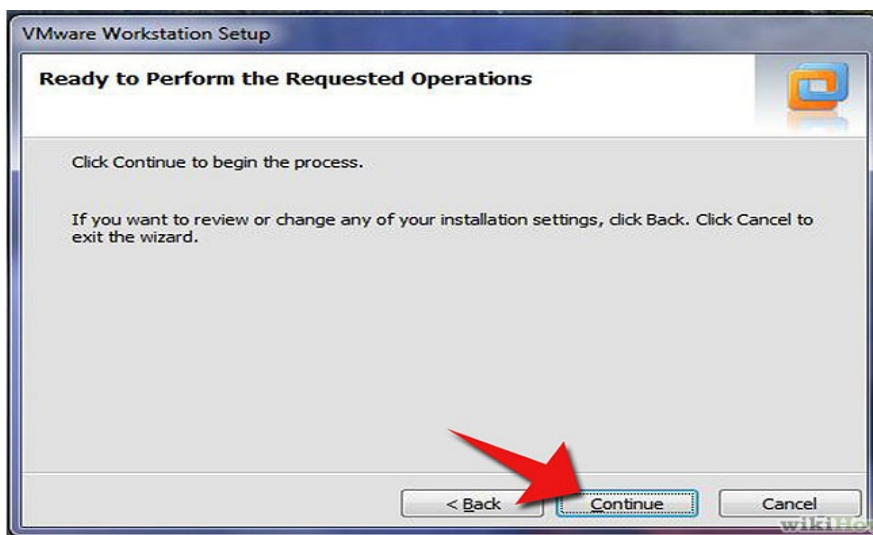 VMware Workstation Setup
Ready to Perform the Requested Operations
Click Continue to begin the process.
If you want to review or change any of your installation settings, click Back. Click Cancel to
exit the wizard.
< Back
Continue
Cancel
wikiHo